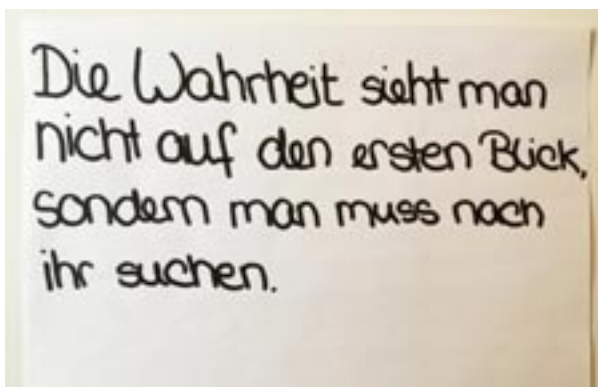 Die Wahrheit sieht man
nicht auf den ersten Blick,
sondern man muss nach
ihr suchen.